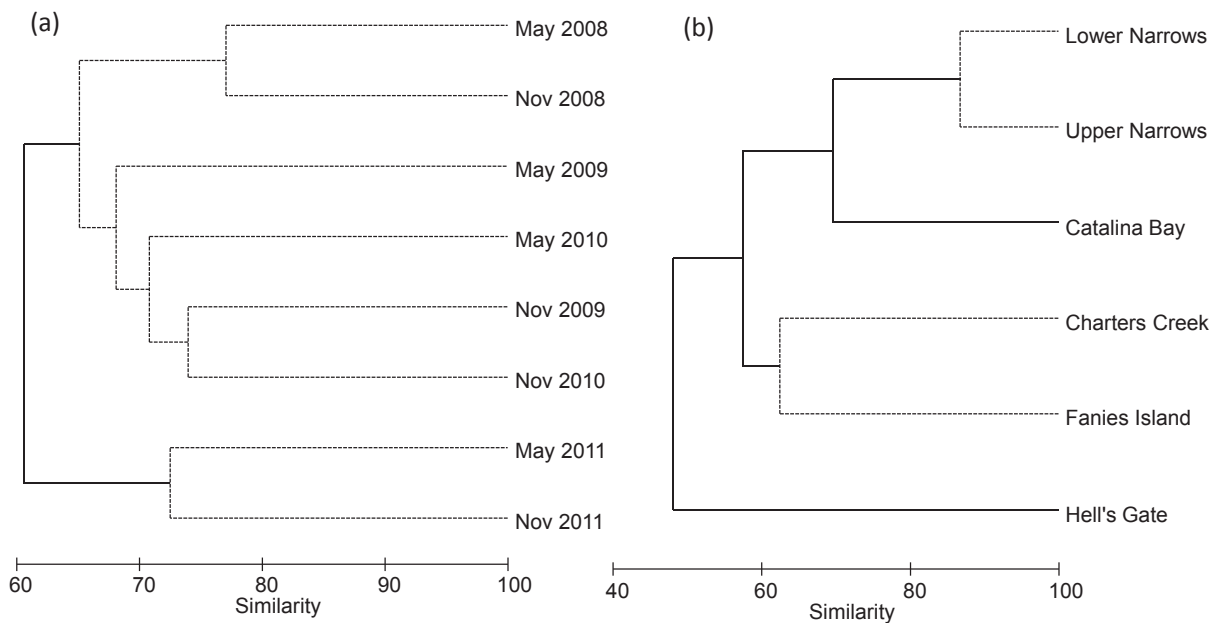 (a)
May 2008
Nov 2008
May 2009
May 2010
Nov 2009
Nov 2010
May 2011
Nov 2011
60 70 80 90 100
Similarity
(b)
Lower Narrows
Upper Narrows
Catalina Bay
Charters Creek
Fanies Island
Hell's Gate
40 60 80 100
Similarity